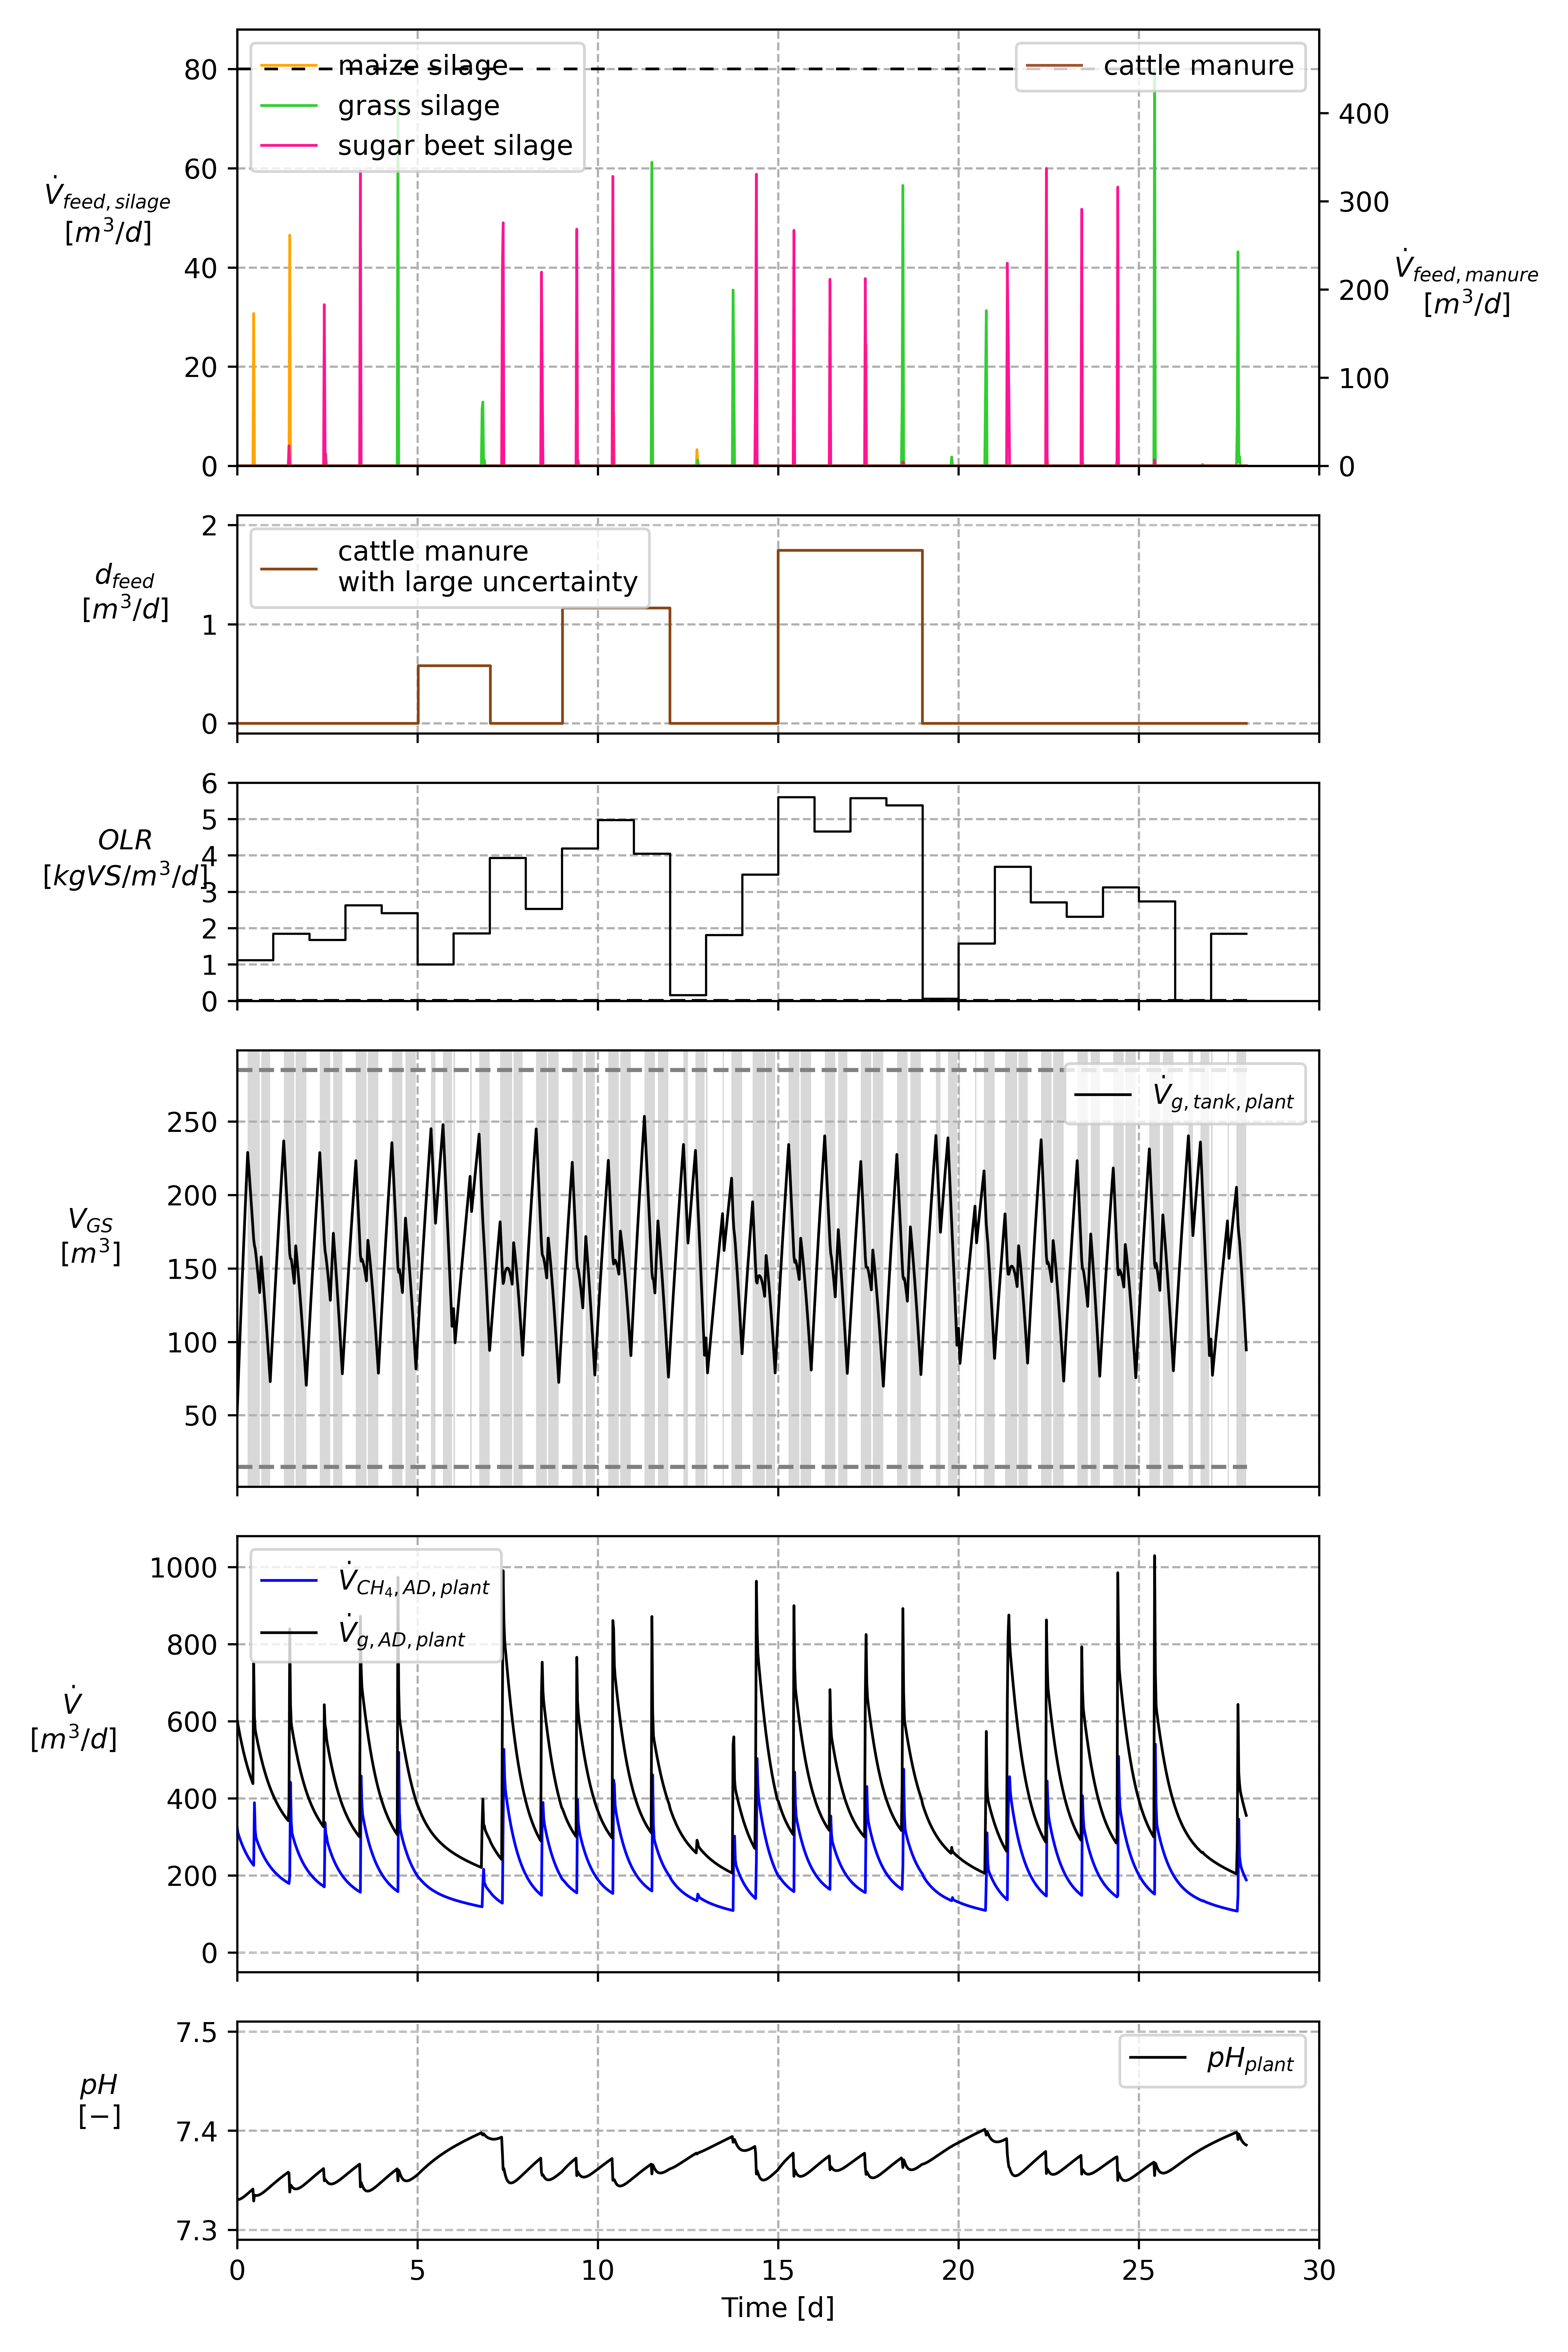 maize silage
grass silage
sugar beet silage
cattle manure
80
60
40
20
0
400
300
200
100
0
V̇feed, silage
[m³/d]
V̇feed, manure
[m³/d]
cattle manure
with large uncertainty
2
1
0
dfeed
[m³/d]
6
5
4
3
2
1
0
OLR
[kgVS/m³/d]
V̇g, tank, plant
250
200
150
100
50
VGS
[m³]
V̇CH₄, AD, plant
V̇g, AD, plant
1000
800
600
400
200
0
V̇
[m³/d]
pHplant
7.5
7.4
7.3
pH
[−]
0 5 10 15 20 25 30
Time [d]